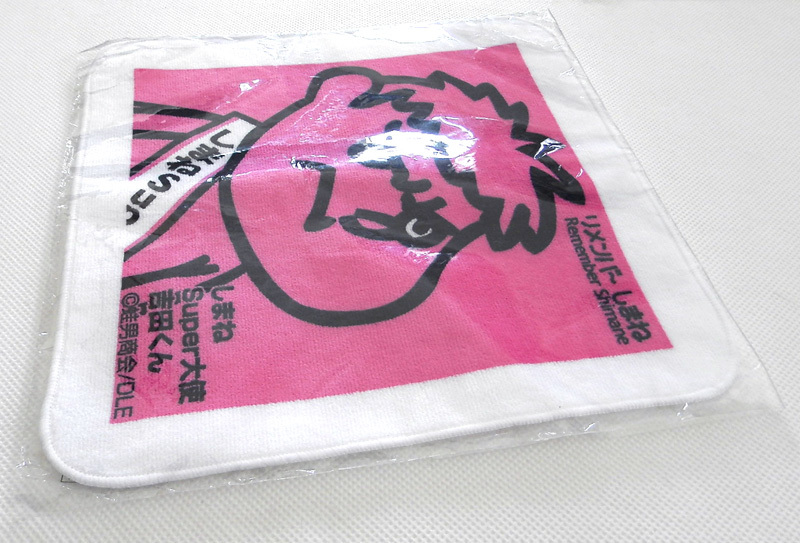 リメンバーしまね
Remember Shimane
しまね
Super大使
吉田くん
©蛙男商会/DLE